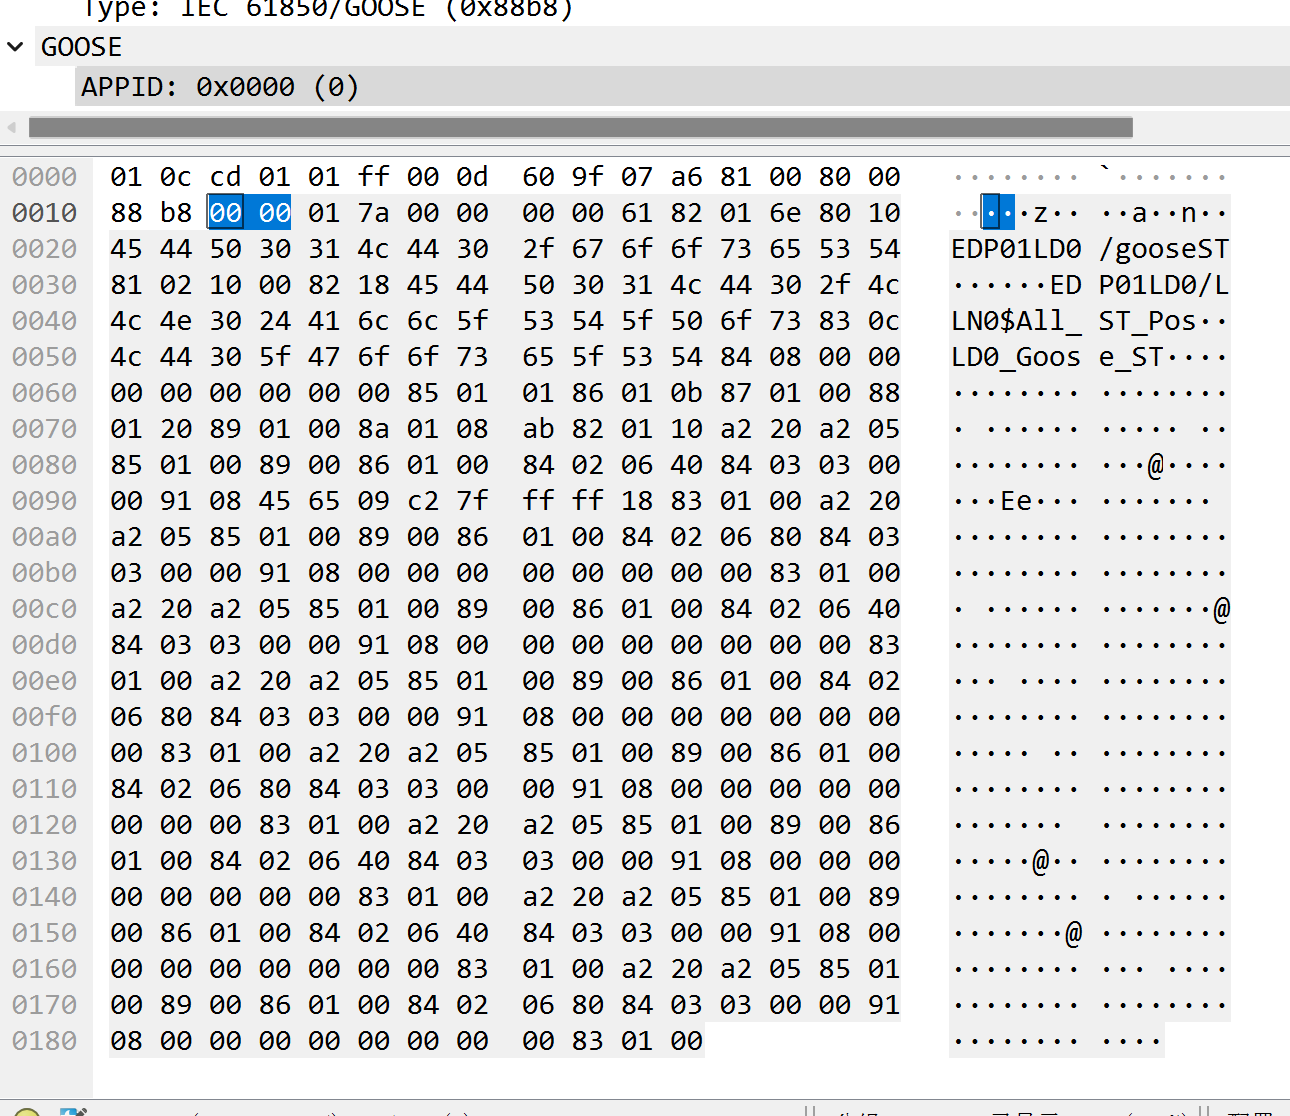 Type: IEC 61850/GOOSE (0x88b8)
GOOSE
APPID: 0x0000 (0)
0000 01 0c cd 01 01 ff 00 0d 60 9f 07 a6 81 00 80 00 ········ `·······
0010 88 b8 00 00 01 7a 00 00 00 00 61 82 01 6e 80 10 ·····z·· ··a··n··
0020 45 44 50 30 31 4c 44 30 2f 67 6f 6f 73 65 53 54 EDP01LD0 /gooseST
0030 81 02 10 00 82 18 45 44 50 30 31 4c 44 30 2f 4c ······ED P01LD0/L
0040 4c 4e 30 24 41 6c 6c 5f 53 54 5f 50 6f 73 83 0c LN0$All_ ST_Pos··
0050 4c 44 30 5f 47 6f 6f 73 65 5f 53 54 84 08 00 00 LD0_Goos e_ST····
0060 00 00 00 00 00 00 85 01 01 86 01 0b 87 01 00 88 ········ ········
0070 01 20 89 01 00 8a 01 08 ab 82 01 10 a2 20 a2 05 · ······ ····· ··
0080 85 01 00 89 00 86 01 00 84 02 06 40 84 03 03 00 ········ ···@····
0090 00 91 08 45 65 09 c2 7f ff ff 18 83 01 00 a2 20 ···Ee··· ·······
00a0 a2 05 85 01 00 89 00 86 01 00 84 02 06 80 84 03 ········ ········
00b0 03 00 00 91 08 00 00 00 00 00 00 00 00 83 01 00 ········ ········
00c0 a2 20 a2 05 85 01 00 89 00 86 01 00 84 02 06 40 · ······ ·······@
00d0 84 03 03 00 00 91 08 00 00 00 00 00 00 00 00 83 ········ ········
00e0 01 00 a2 20 a2 05 85 01 00 89 00 86 01 00 84 02 ··· ···· ········
00f0 06 80 84 03 03 00 00 91 08 00 00 00 00 00 00 00 ········ ········
0100 00 83 01 00 a2 20 a2 05 85 01 00 89 00 86 01 00 ····· ·· ········
0110 84 02 06 80 84 03 03 00 00 91 08 00 00 00 00 00 ········ ········
0120 00 00 00 83 01 00 a2 20 a2 05 85 01 00 89 00 86 ······· ········
0130 01 00 84 02 06 40 84 03 03 00 00 91 08 00 00 00 ·····@·· ········
0140 00 00 00 00 00 83 01 00 a2 20 a2 05 85 01 00 89 ········ · ······
0150 00 86 01 00 84 02 06 40 84 03 03 00 00 91 08 00 ·······@ ········
0160 00 00 00 00 00 00 00 83 01 00 a2 20 a2 05 85 01 ········ ··· ····
0170 00 89 00 86 01 00 84 02 06 80 84 03 03 00 00 91 ········ ········
0180 08 00 00 00 00 00 00 00 00 83 01 00 ········ ····